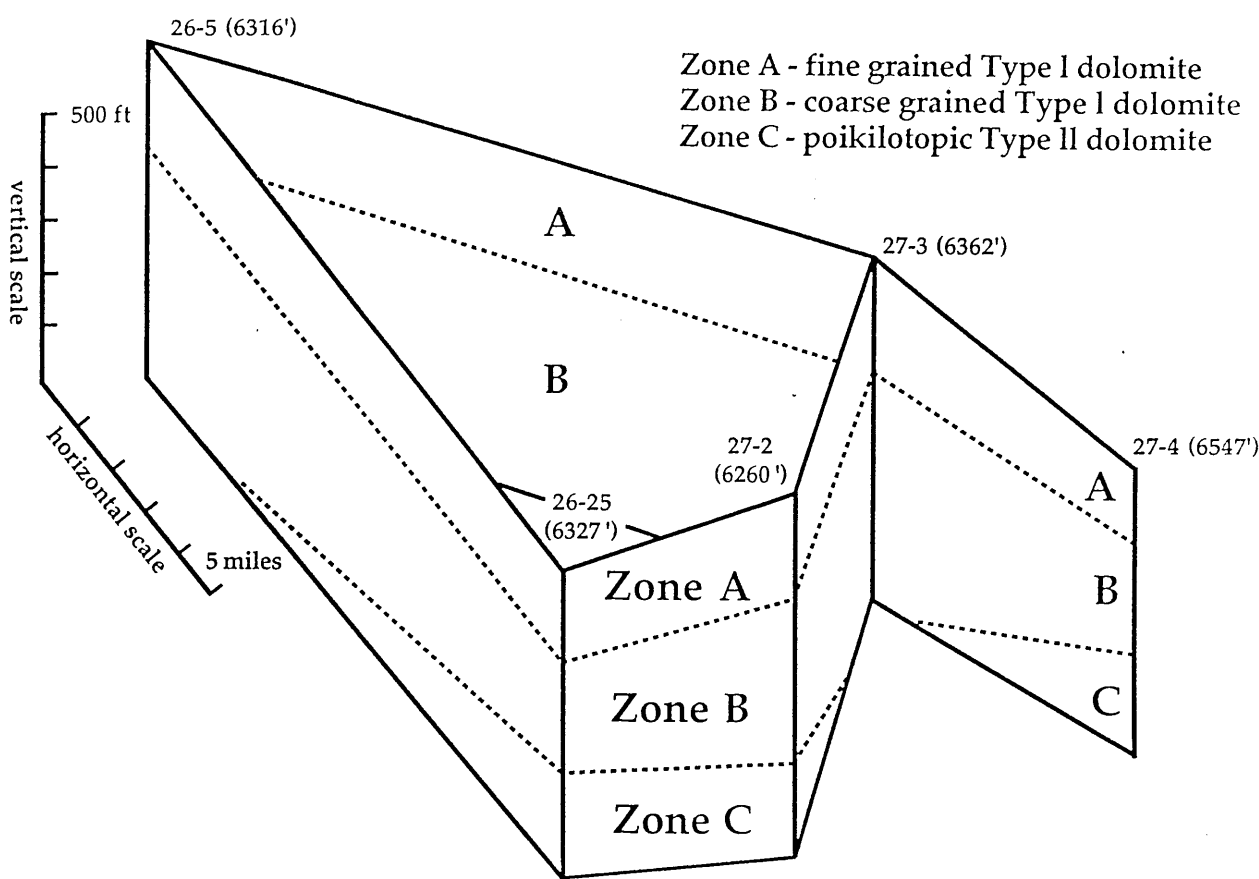 26-5 (6316')
Zone A - fine grained Type I dolomite
Zone B - coarse grained Type I dolomite
Zone C - poikilotopic Type II dolomite
500 ft
vertical scale
A
27-3 (6362')
B
27-2
(6260')
27-4 (6547')
horizontal scale
26-25
(6327')
5 miles
A
Zone A
B
Zone B
C
Zone C